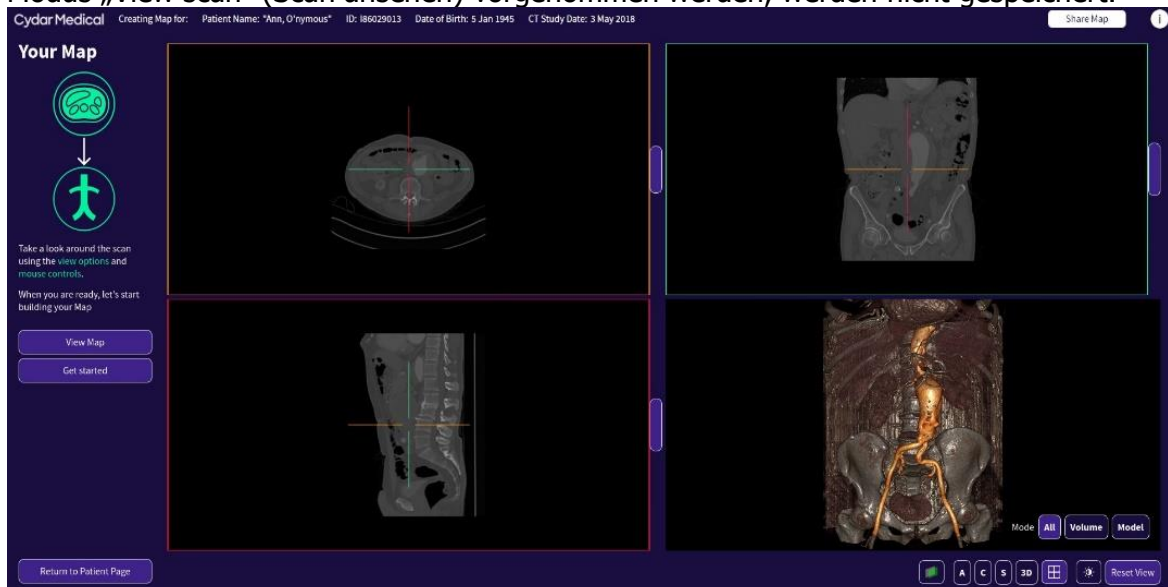 Modus „View scan“ (Scan ansehen) vorgenommen werden, werden nicht gespeichert.
Cydar Medical Creating Map for: Patient Name: "Ann, O'nymous" ID: I86029013 Date of Birth: 5 Jan 1945 CT Study Date: 3 May 2018 Share Map i
Your Map
Take a look around the scan
using the view options and
mouse controls.
When you are ready, let's start
building your Map
View Map
Get started
Mode All Volume Model
Return to Patient Page
A C S 3D Reset View